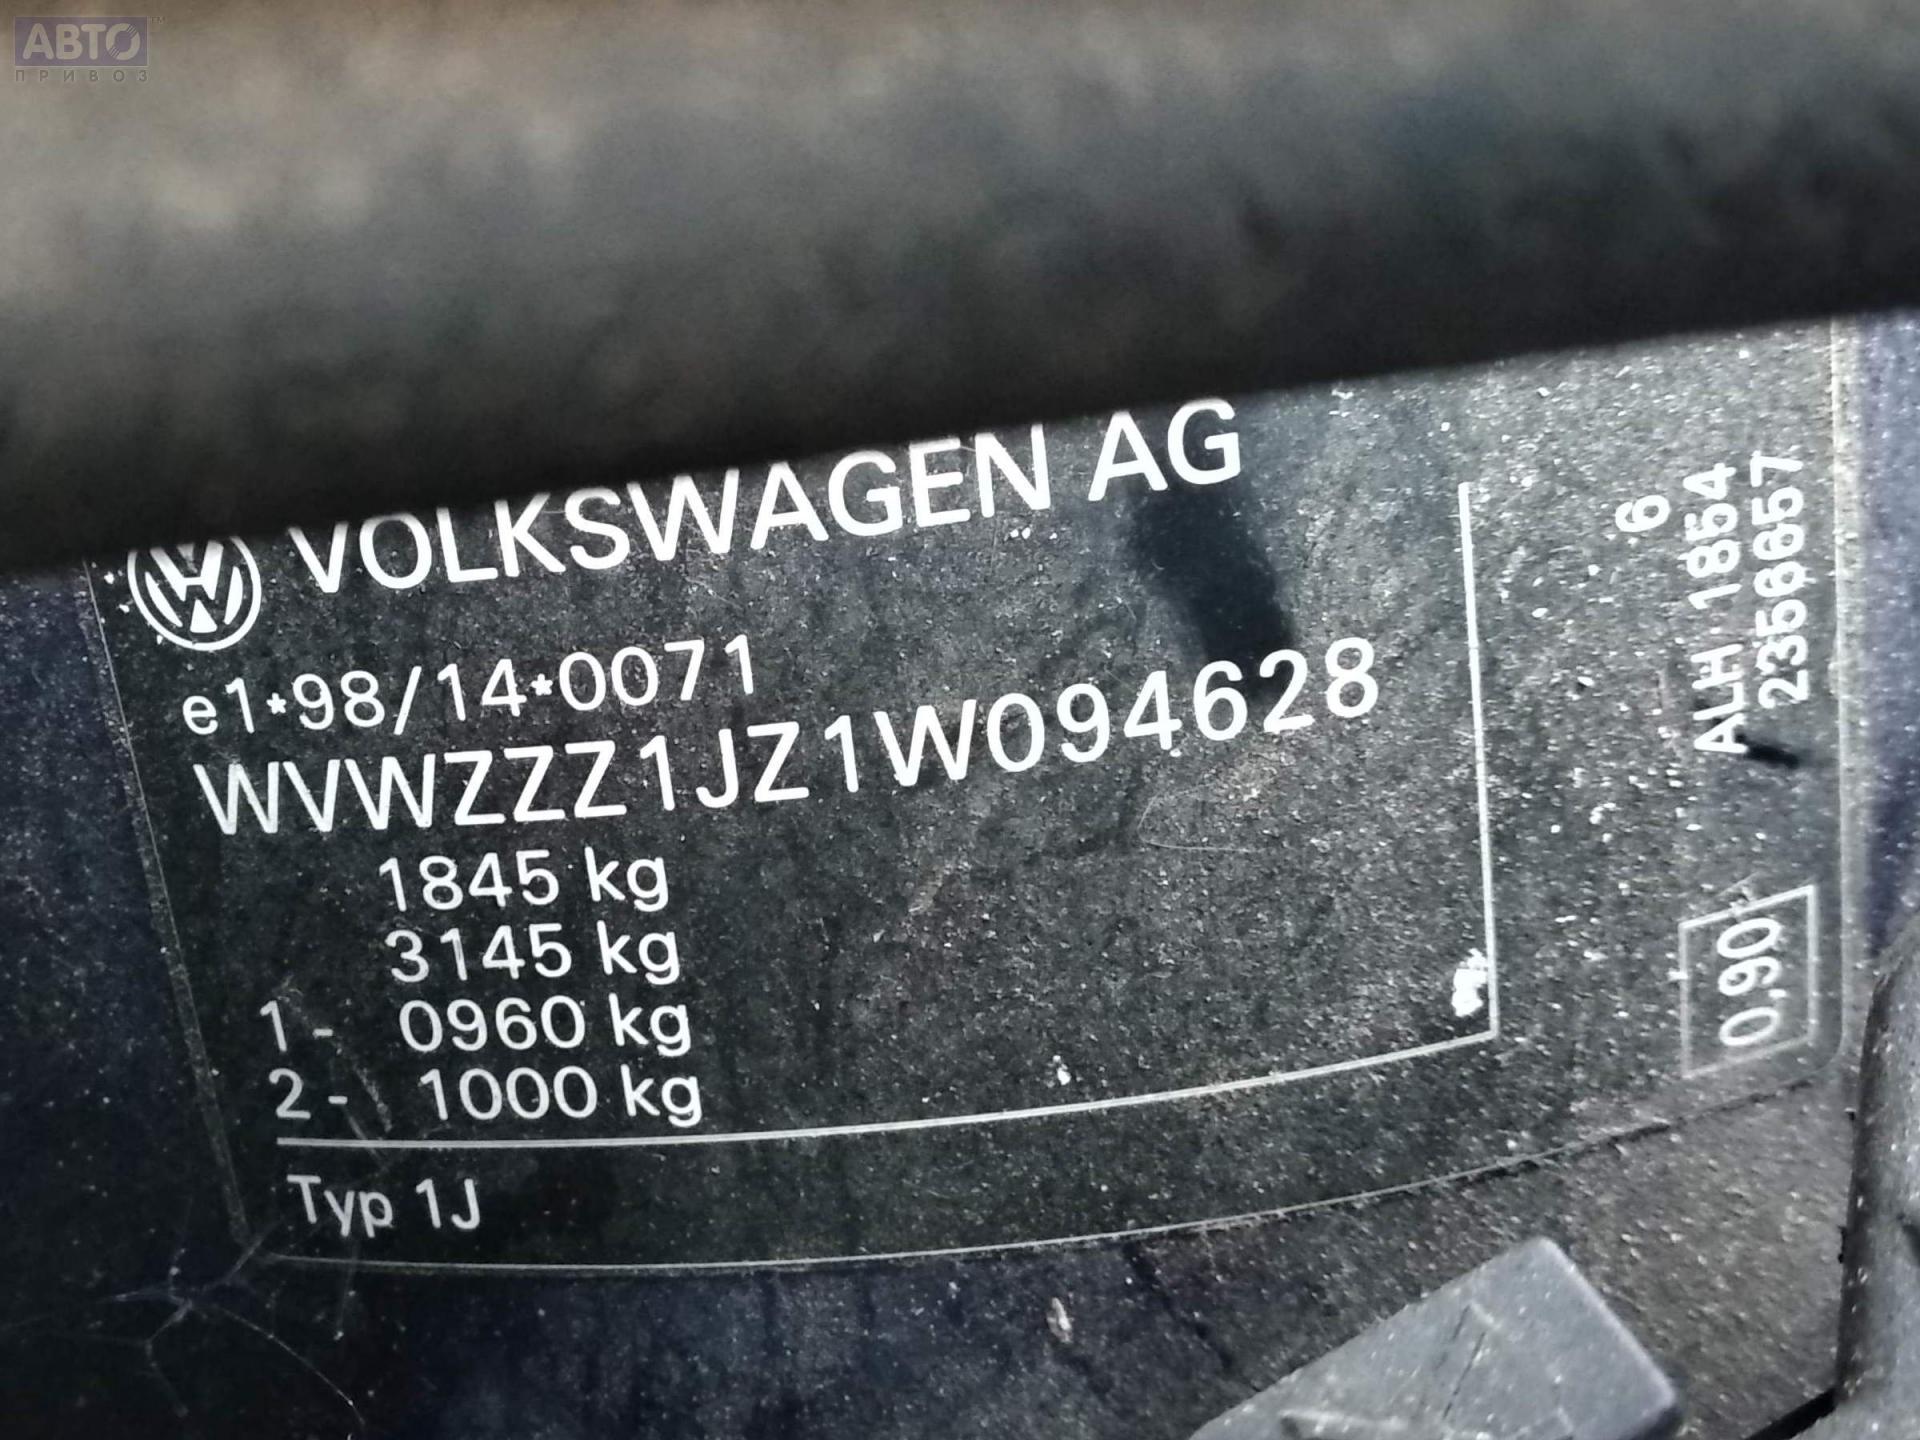 АВТО
ПРИВОЗ
VOLKSWAGEN AG
e1*98/14*0071
WVWZZZ1JZ1W094628
1845 kg
3145 kg
1- 0960 kg
2- 1000 kg
Typ 1J
6
ALH 1854
2356657
0,90